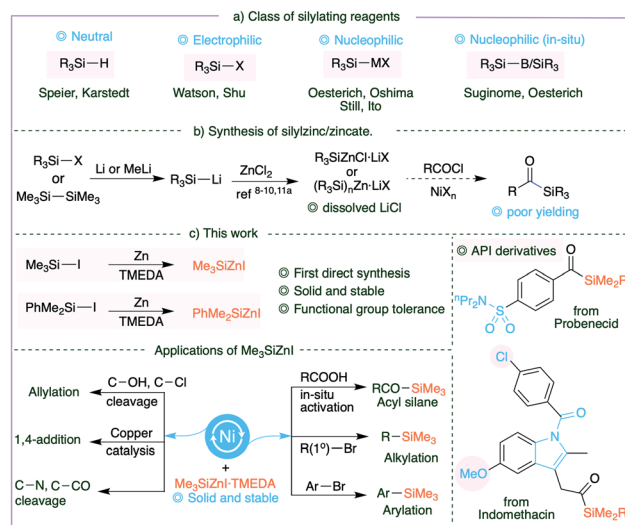 a) Class of silylating reagents
◎ Neutral
◎ Electrophilic
◎ Nucleophilic
◎ Nucleophilic (in-situ)
R₃Si—H
R₃Si—X
R₃Si—MX
R₃Si—B/SiR₃
Speier, Karstedt
Watson, Shu
Oesterich, Oshima
Still, Ito
Suginome, Oesterich
b) Synthesis of silylzinc/zincate.
R₃Si—X
or
Me₃Si—SiMe₃
Li or MeLi
R₃Si—Li
ZnCl₂
ref ⁸⁻¹⁰,¹¹ᵃ
R₃SiZnCl·LiX
or
(R₃Si)ₙZn·LiX
◎ dissolved LiCl
RCOCl
NiXₙ
O
R
SiR₃
◎ poor yielding
c) This work
Me₃Si—I
Zn
TMEDA
Me₃SiZnI
PhMe₂Si—I
Zn
TMEDA
PhMe₂SiZnI
◎ First direct synthesis
◎ Solid and stable
◎ Functional group tolerance
◎ API derivatives
O
SiMe₂R
ⁿPr₂N
S
O O
from
Probenecid
Applications of Me₃SiZnI
Allylation
C—OH, C—Cl
cleavage
1,4-addition
Copper
catalysis
C—N, C—CO
cleavage
Ni
+
Me₃SiZnI·TMEDA
◎ Solid and stable
RCOOH
in-situ
activation
RCO—SiMe₃
Acyl silane
R(1º)—Br
R—SiMe₃
Alkylation
Ar—Br
Ar—SiMe₃
Arylation
Cl
O
N
MeO
O
SiMe₂R
from
Indomethacin